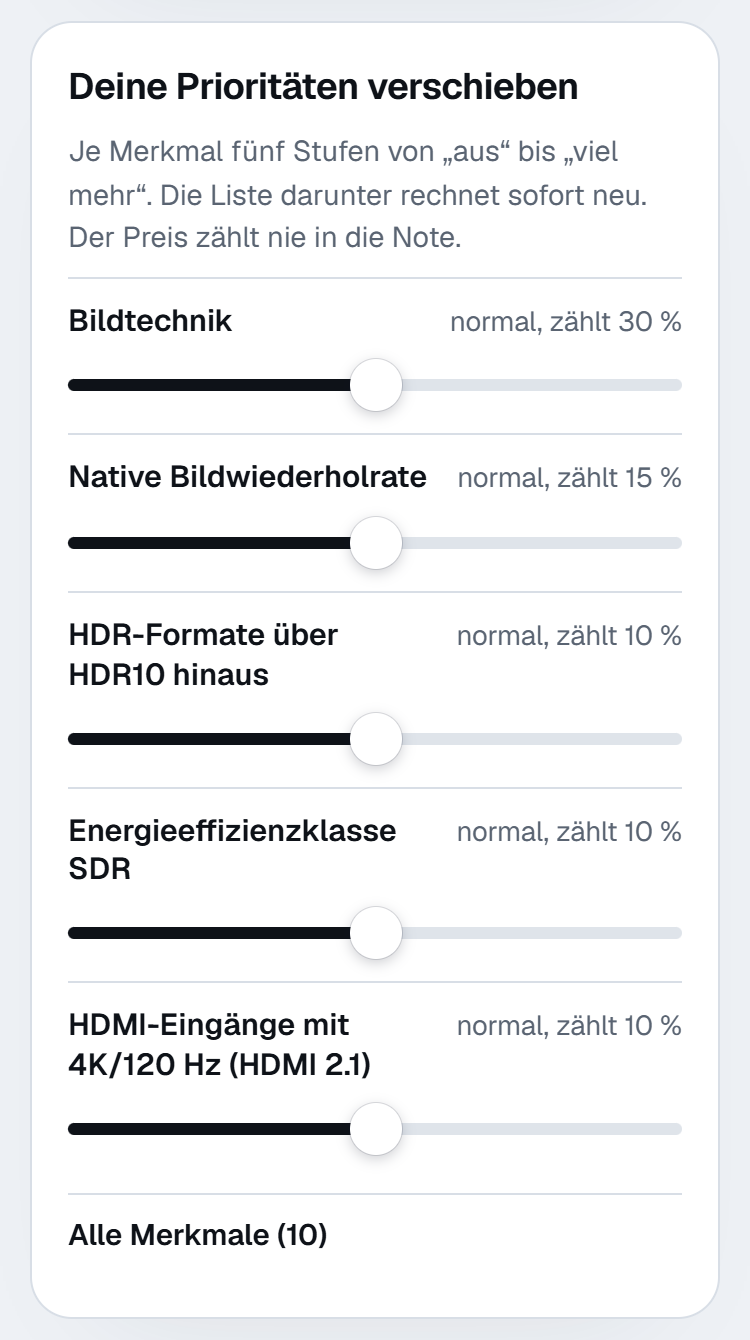 Deine Prioritäten verschieben
Je Merkmal fünf Stufen von „aus“ bis „viel
mehr“. Die Liste darunter rechnet sofort neu.
Der Preis zählt nie in die Note.
Bildtechnik
normal, zählt 30 %
Native Bildwiederholrate
normal, zählt 15 %
HDR-Formate über
HDR10 hinaus
normal, zählt 10 %
Energieeffizienzklasse
SDR
normal, zählt 10 %
HDMI-Eingänge mit
4K/120 Hz (HDMI 2.1)
normal, zählt 10 %
Alle Merkmale (10)